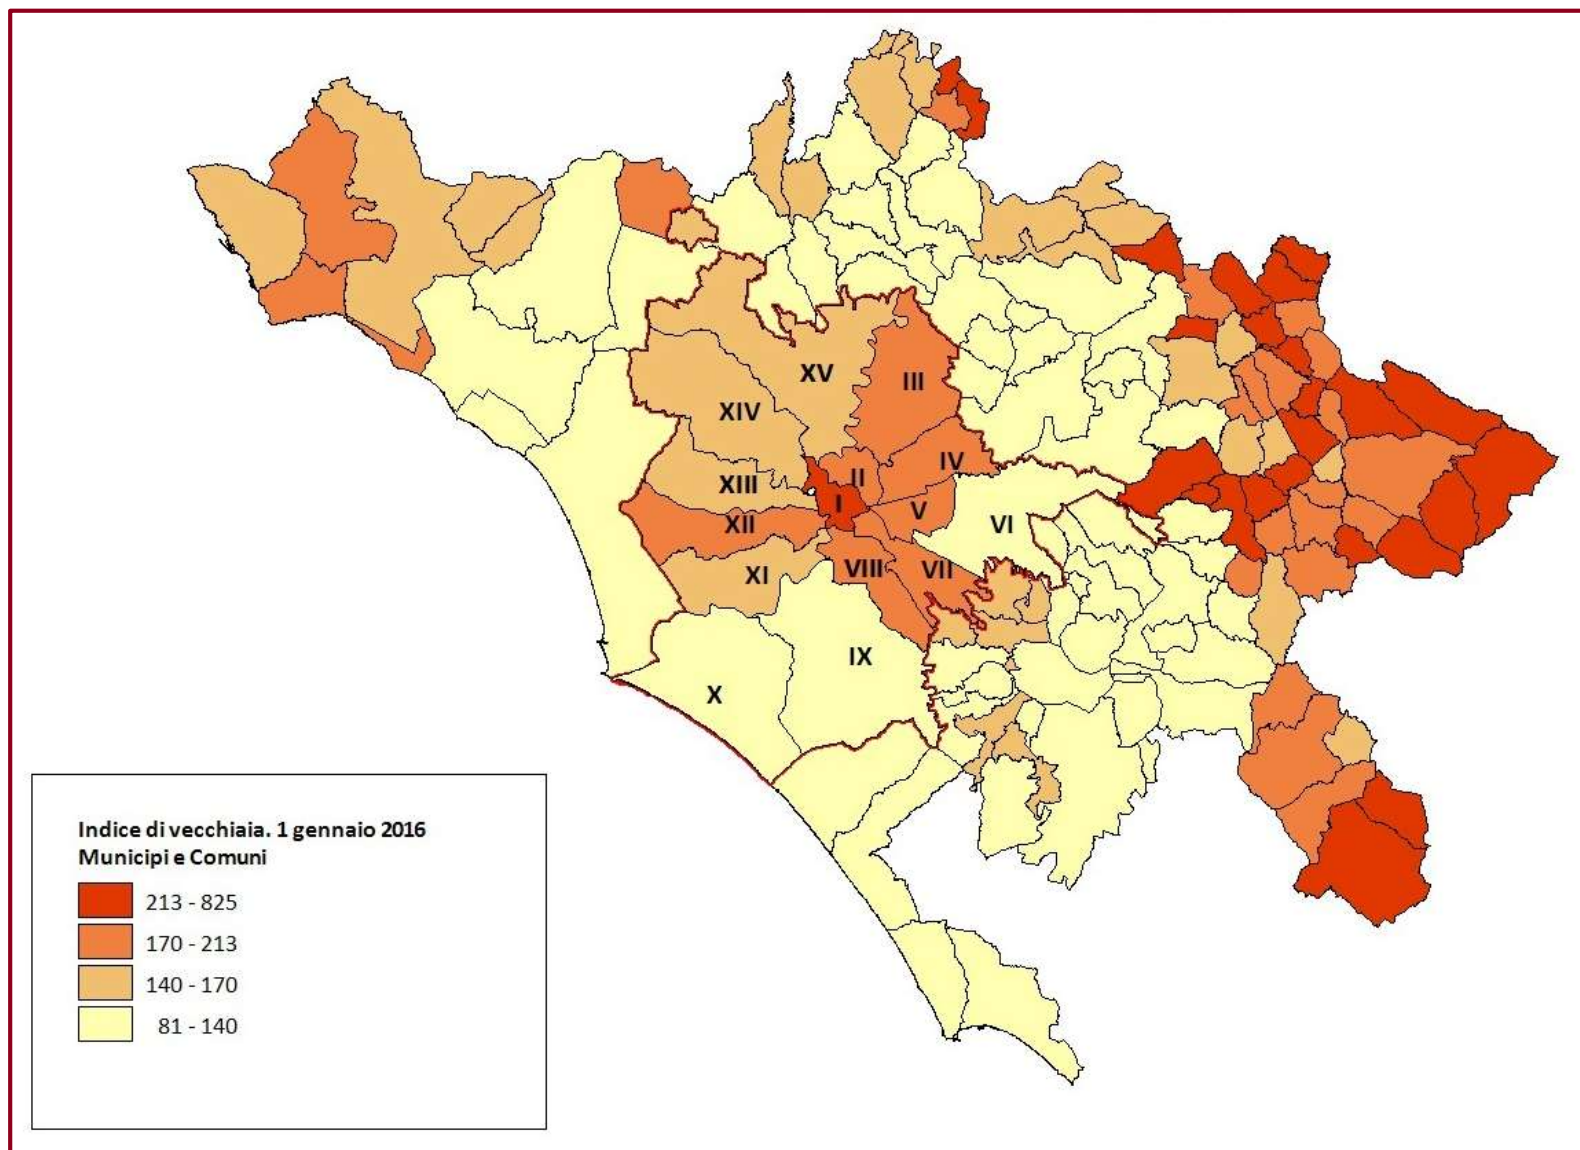 XV
III
XIV
IV
II
XIII
I
V
XII
VI
XI
VIII
VII
IX
X
Indice di vecchiaia. 1 gennaio 2016
Municipi e Comuni
213 - 825
170 - 213
140 - 170
81 - 140